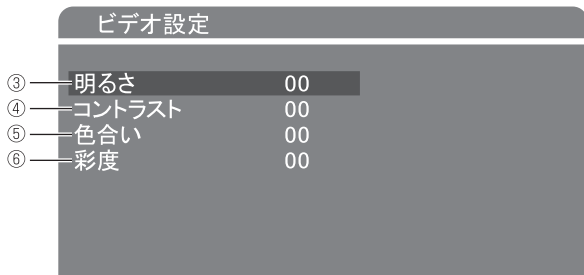 ビデオ設定
③ 明るさ 00
④ コントラスト 00
⑤ 色合い 00
⑥ 彩度 00